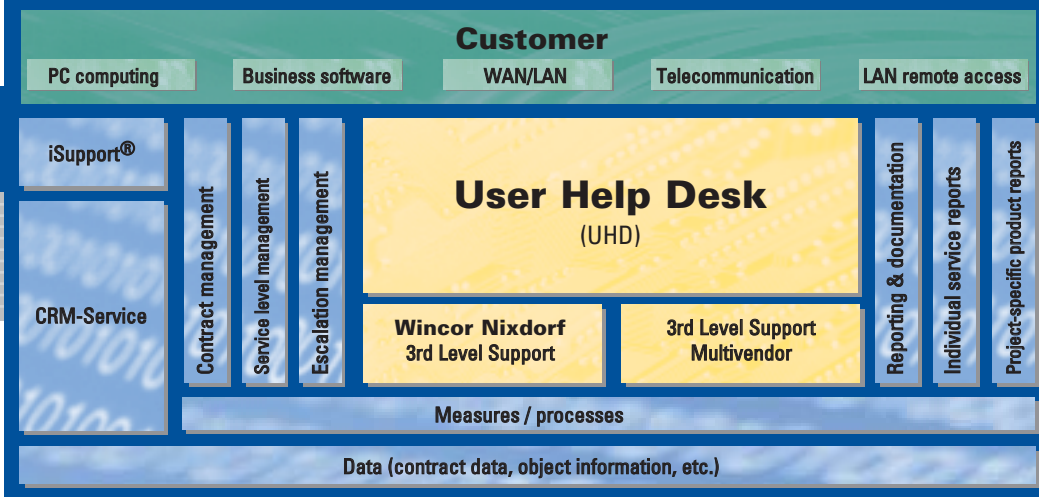 Customer
PC computing
Business software
WAN/LAN
Telecommunication
LAN remote access
iSupport®
CRM-Service
Contract management
Service level management
Escalation management
User Help Desk
(UHD)
Wincor Nixdorf
3rd Level Support
3rd Level Support
Multivendor
Reporting & documentation
Individual service reports
Project-specific product reports
Measures / processes
Data (contract data, object information, etc.)